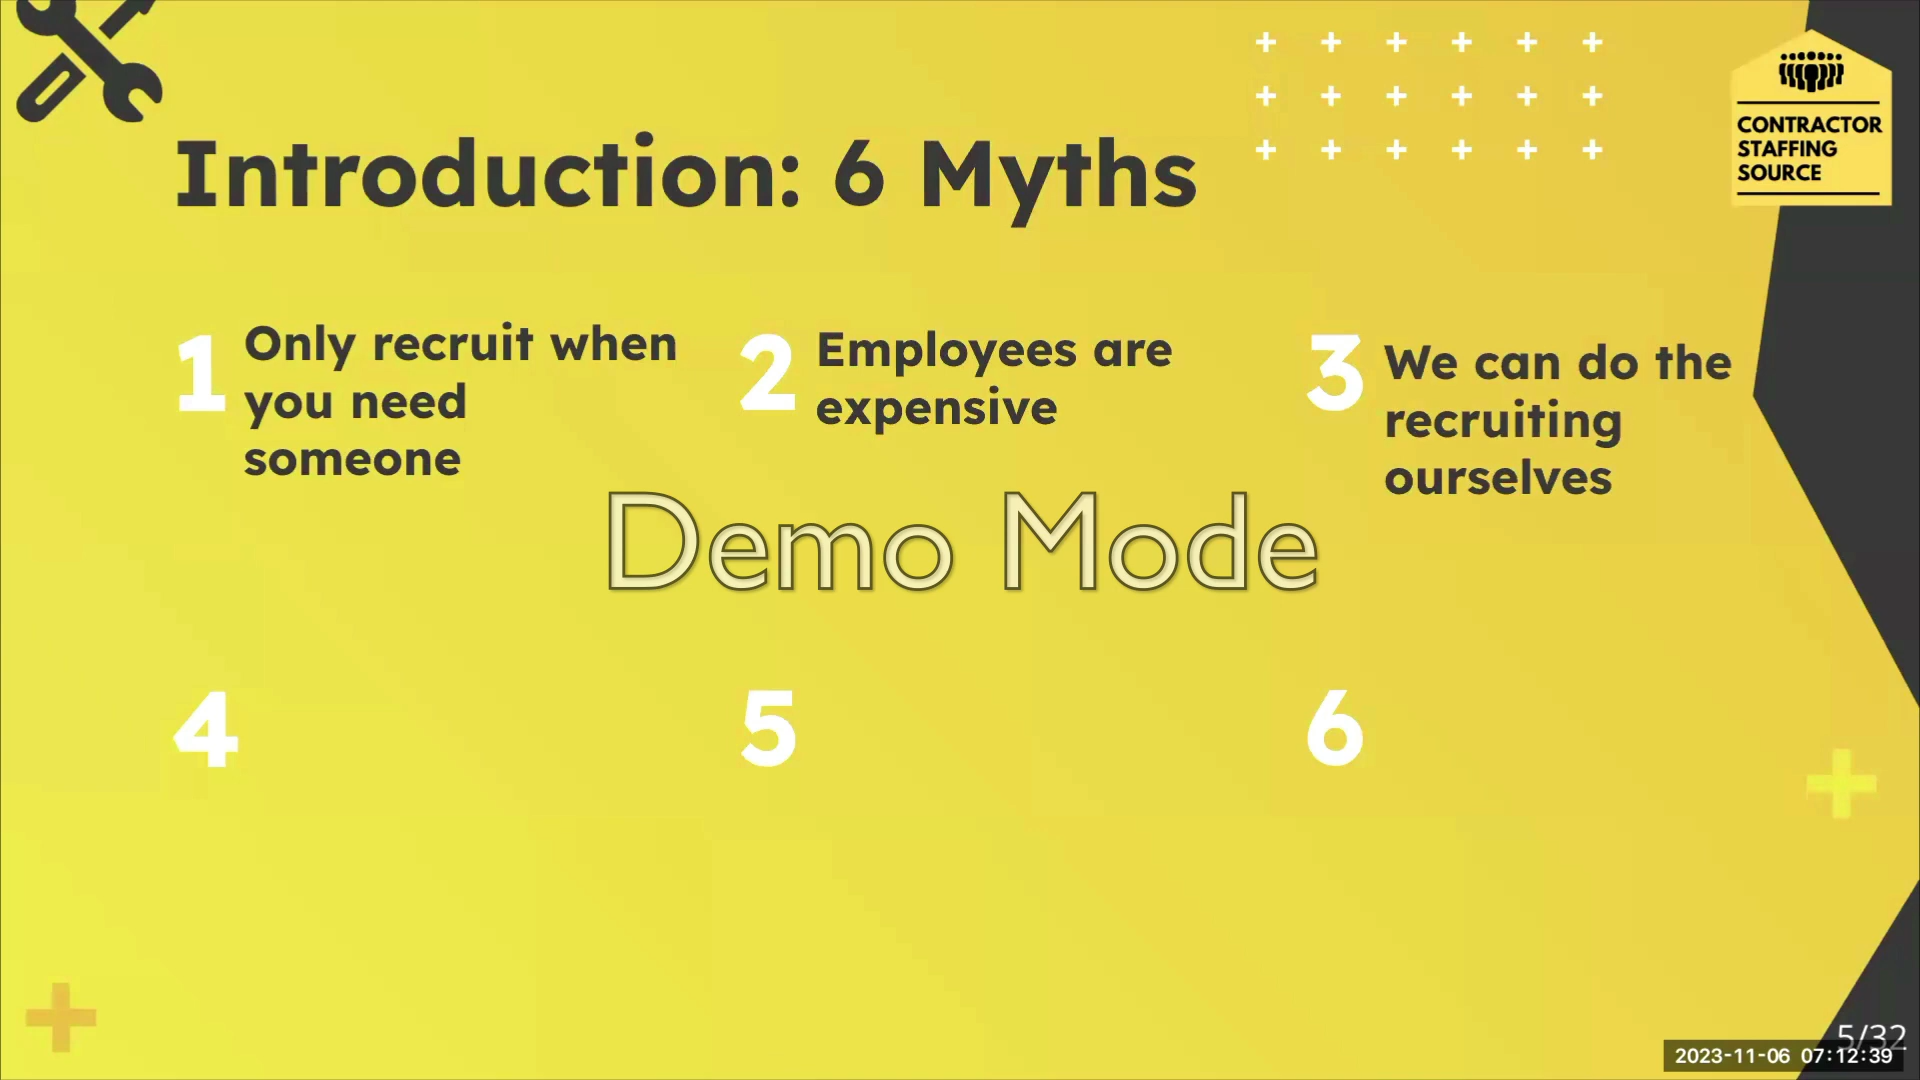 CONTRACTOR
STAFFING
SOURCE
Introduction: 6 Myths
1 Only recruit when
you need
someone
2 Employees are
expensive
3 We can do the
recruiting
ourselves
Demo Mode
4
5
6
5/32
2023-11-06 07:12:39